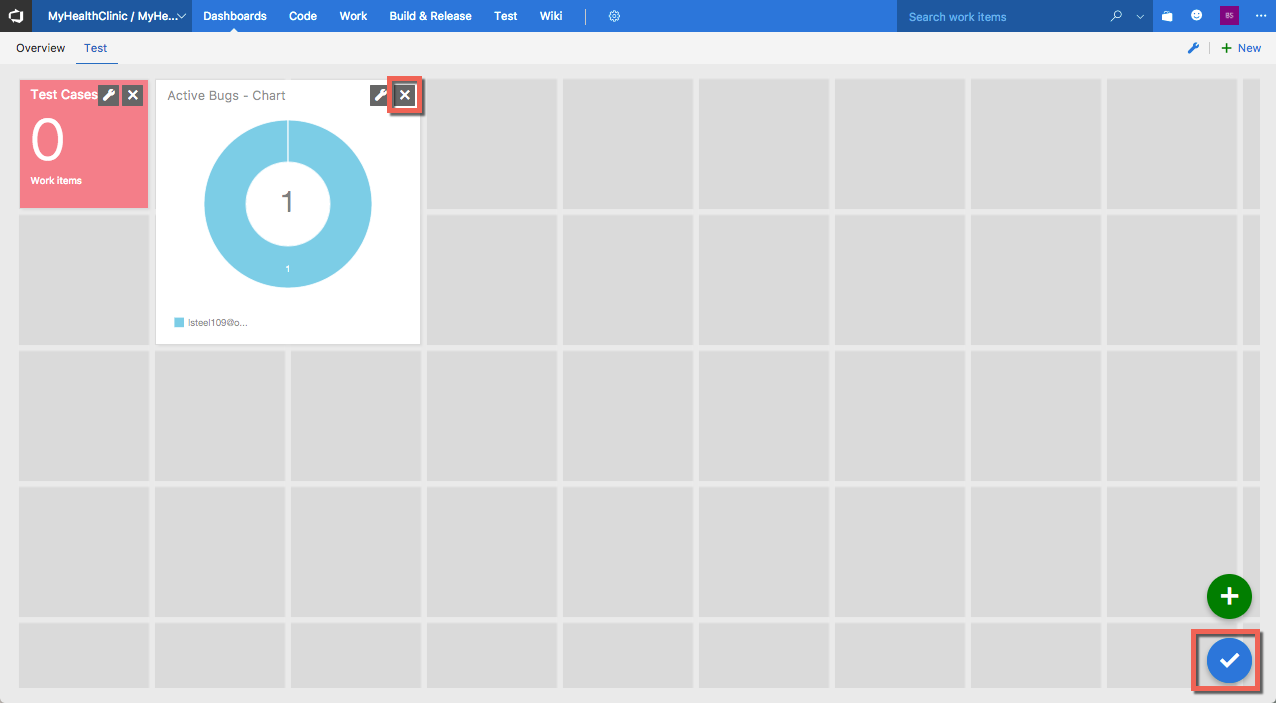 MyHealthClinic / MyHe... Dashboards Code Work Build & Release Test Wiki Search work items BS ...
Overview Test New
Test Cases
0
Work items
Active Bugs - Chart
1
1
lsteel109@o...